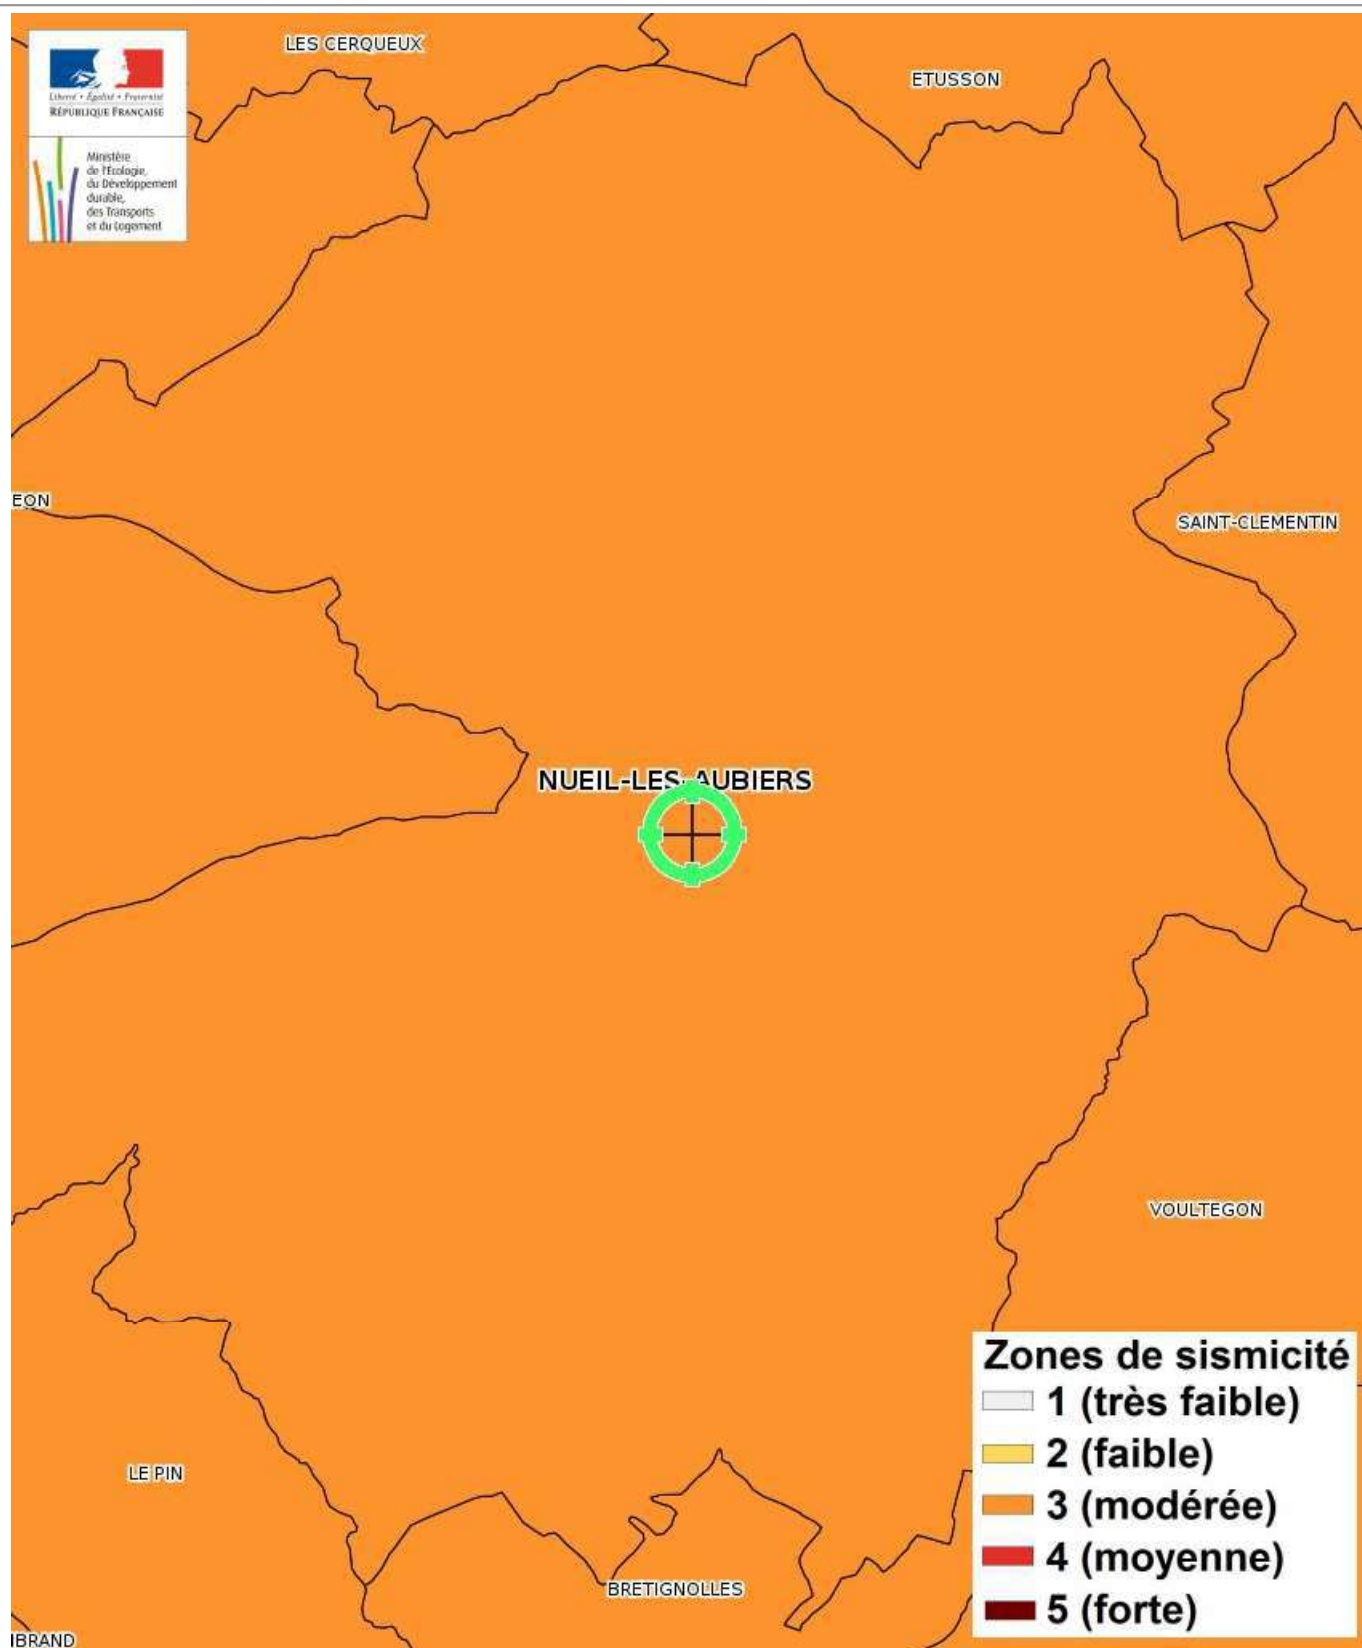 LES CERQUEUX
ETUSSON
Liberté • Égalité • Fraternité
RÉPUBLIQUE FRANÇAISE
Ministère
de l'Écologie,
du Développement
durable,
des Transports
et du Logement
EON
SAINT-CLEMENTIN
NUEIL-LES-AUBIERS
VOULTEGON
Zones de sismicité
1 (très faible)
2 (faible)
3 (modérée)
4 (moyenne)
5 (forte)
LE PIN
BRETIGNOLLES
IBRAND